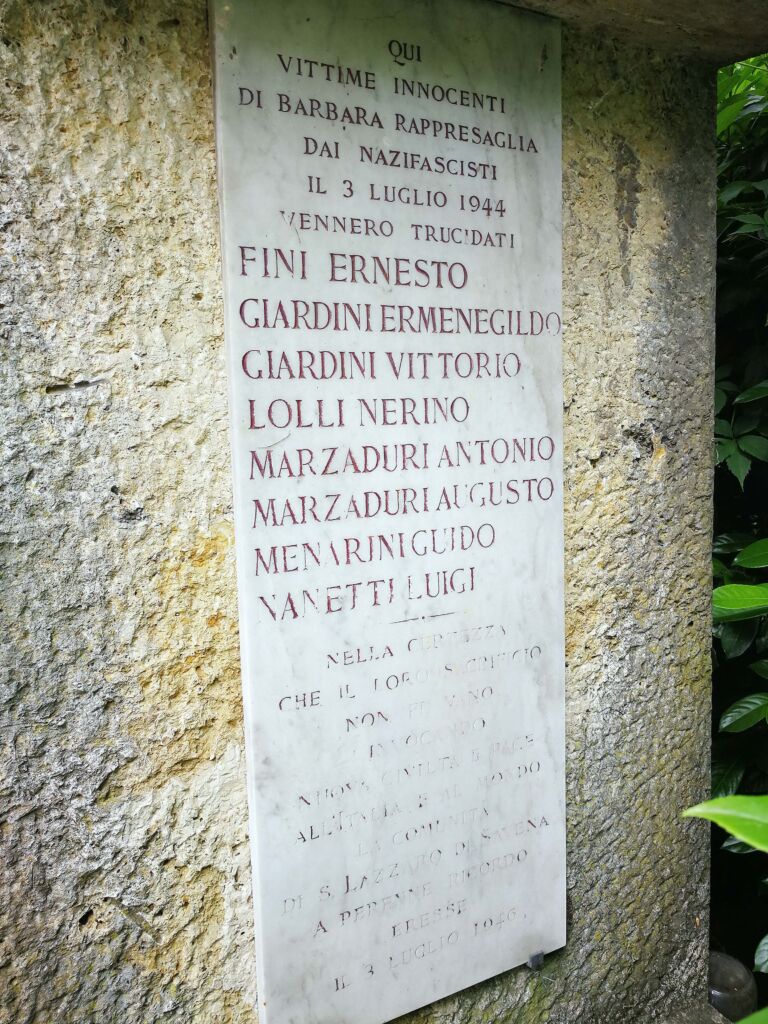 QUI
VITTIME INNOCENTI
DI BARBARA RAPPRESAGLIA
DAI NAZIFASCISTI
IL 3 LUGLIO 1944
VENNERO TRUCIDATI
FINI ERNESTO
GIARDINI ERMENEGILDO
GIARDINI VITTORIO
LOLLI NERINO
MARZADURI ANTONIO
MARZADURI AUGUSTO
MENARINI GUIDO
VANETTI LUIGI
NELLA CERTEZZA
CHE IL LORO SACRIFICIO
NON FU VANO
INVOCANDO
NUOVA CIVILTA E PACE
ALL'ITALIA E AL MONDO
LA COMUNITA
DI S. LAZZARO DI SAVENA
A PERENNE RICORDO
ERESSE
IL 3 LUGLIO 1946